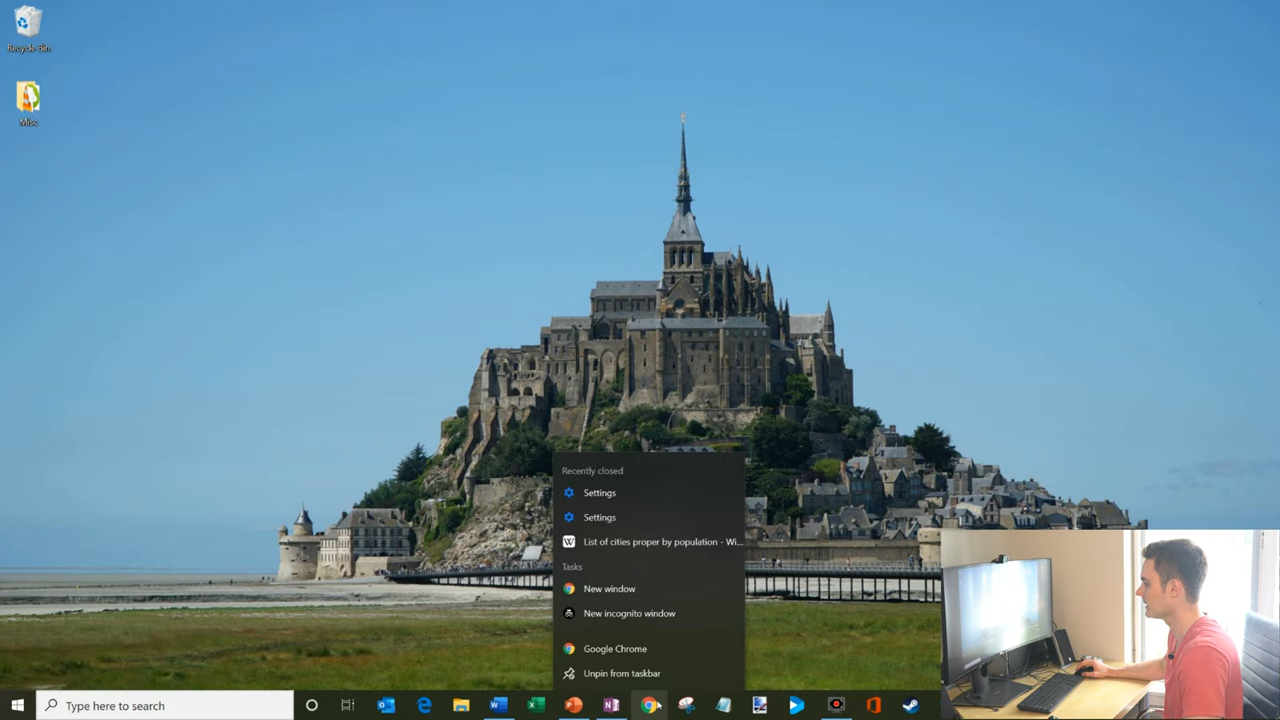 Recycle Bin
Misc
Recently closed
Settings
Settings
List of cities proper by population - Wi...
Tasks
New window
New incognito window
Google Chrome
Unpin from taskbar
Type here to search